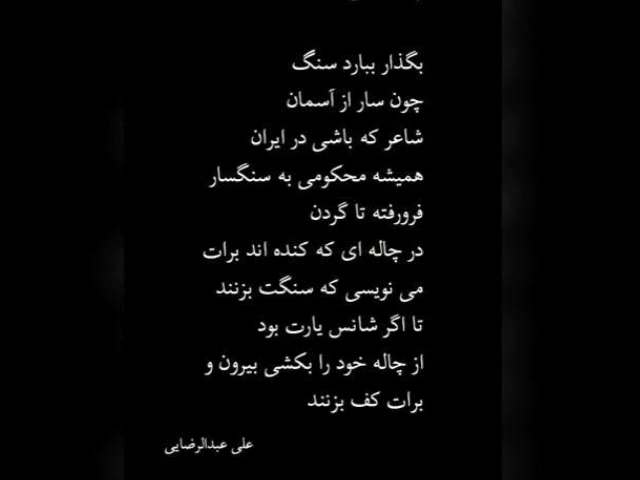 بگذار ببارد سنگ
چون سار از آسمان
شاعر که باشی در ایران
همیشه محکومی به سنگسار
فرورفته تا گردن
در چاله ای که کنده اند برات
می نویسی که سنگت بزنند
تا اگر شانس یارت بود
از چاله خود را بکشی بیرون و
برات کف بزنند
علی عبدالرضایی